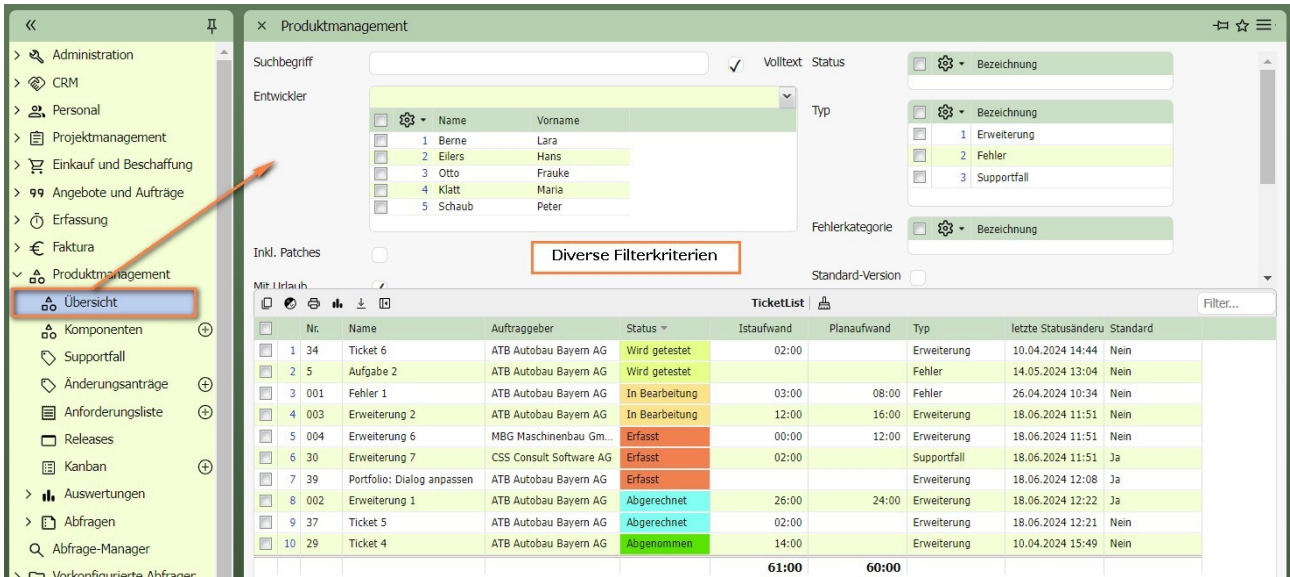 Administration
CRM
Personal
Projektmanagement
Einkauf und Beschaffung
Angebote und Aufträge
Erfassung
Faktura
Produktmanagement
Übersicht
Komponenten
Supportfall
Änderungsanträge
Anforderungsliste
Releases
Kanban
Auswertungen
Abfragen
Abfrage-Manager
Vorkonfigurierte Abfragen
Produktmanagement
Suchbegriff
Volltext
Entwickler
Name Vorname
1 Berne Lara
2 Eilers Hans
3 Otto Frauke
4 Klatt Maria
5 Schaub Peter
Inkl. Patches
Mit Urlaub
Diverse Filterkriterien
Status
Bezeichnung
Typ
Bezeichnung
1 Erweiterung
2 Fehler
3 Supportfall
Fehlerkategorie
Bezeichnung
Standard-Version
TicketList
Filter...
Nr. Name Auftraggeber Status Istaufwand Planaufwand Typ letzte Statusänderu Standard
1 34 Ticket 6 ATB Autobau Bayern AG Wird getestet 02:00 Erweiterung 10.04.2024 14:44 Nein
2 5 Aufgabe 2 ATB Autobau Bayern AG Wird getestet Fehler 14.05.2024 13:04 Nein
3 001 Fehler 1 ATB Autobau Bayern AG In Bearbeitung 03:00 08:00 Fehler 26.04.2024 10:34 Nein
4 003 Erweiterung 2 ATB Autobau Bayern AG In Bearbeitung 12:00 16:00 Erweiterung 18.06.2024 11:51 Nein
5 004 Erweiterung 6 MBG Maschinenbau Gm... Erfasst 00:00 12:00 Erweiterung 18.06.2024 11:51 Nein
6 30 Erweiterung 7 CSS Consult Software AG Erfasst 02:00 Supportfall 18.06.2024 11:51 Ja
7 39 Portfolio: Dialog anpassen ATB Autobau Bayern AG Erfasst Erweiterung 18.06.2024 12:08 Ja
8 002 Erweiterung 1 ATB Autobau Bayern AG Abgerechnet 26:00 24:00 Erweiterung 18.06.2024 12:22 Ja
9 37 Ticket 5 ATB Autobau Bayern AG Abgerechnet 02:00 Erweiterung 18.06.2024 12:21 Nein
10 29 Ticket 4 ATB Autobau Bayern AG Abgenommen 14:00 Erweiterung 10.04.2024 15:49 Nein
61:00 60:00